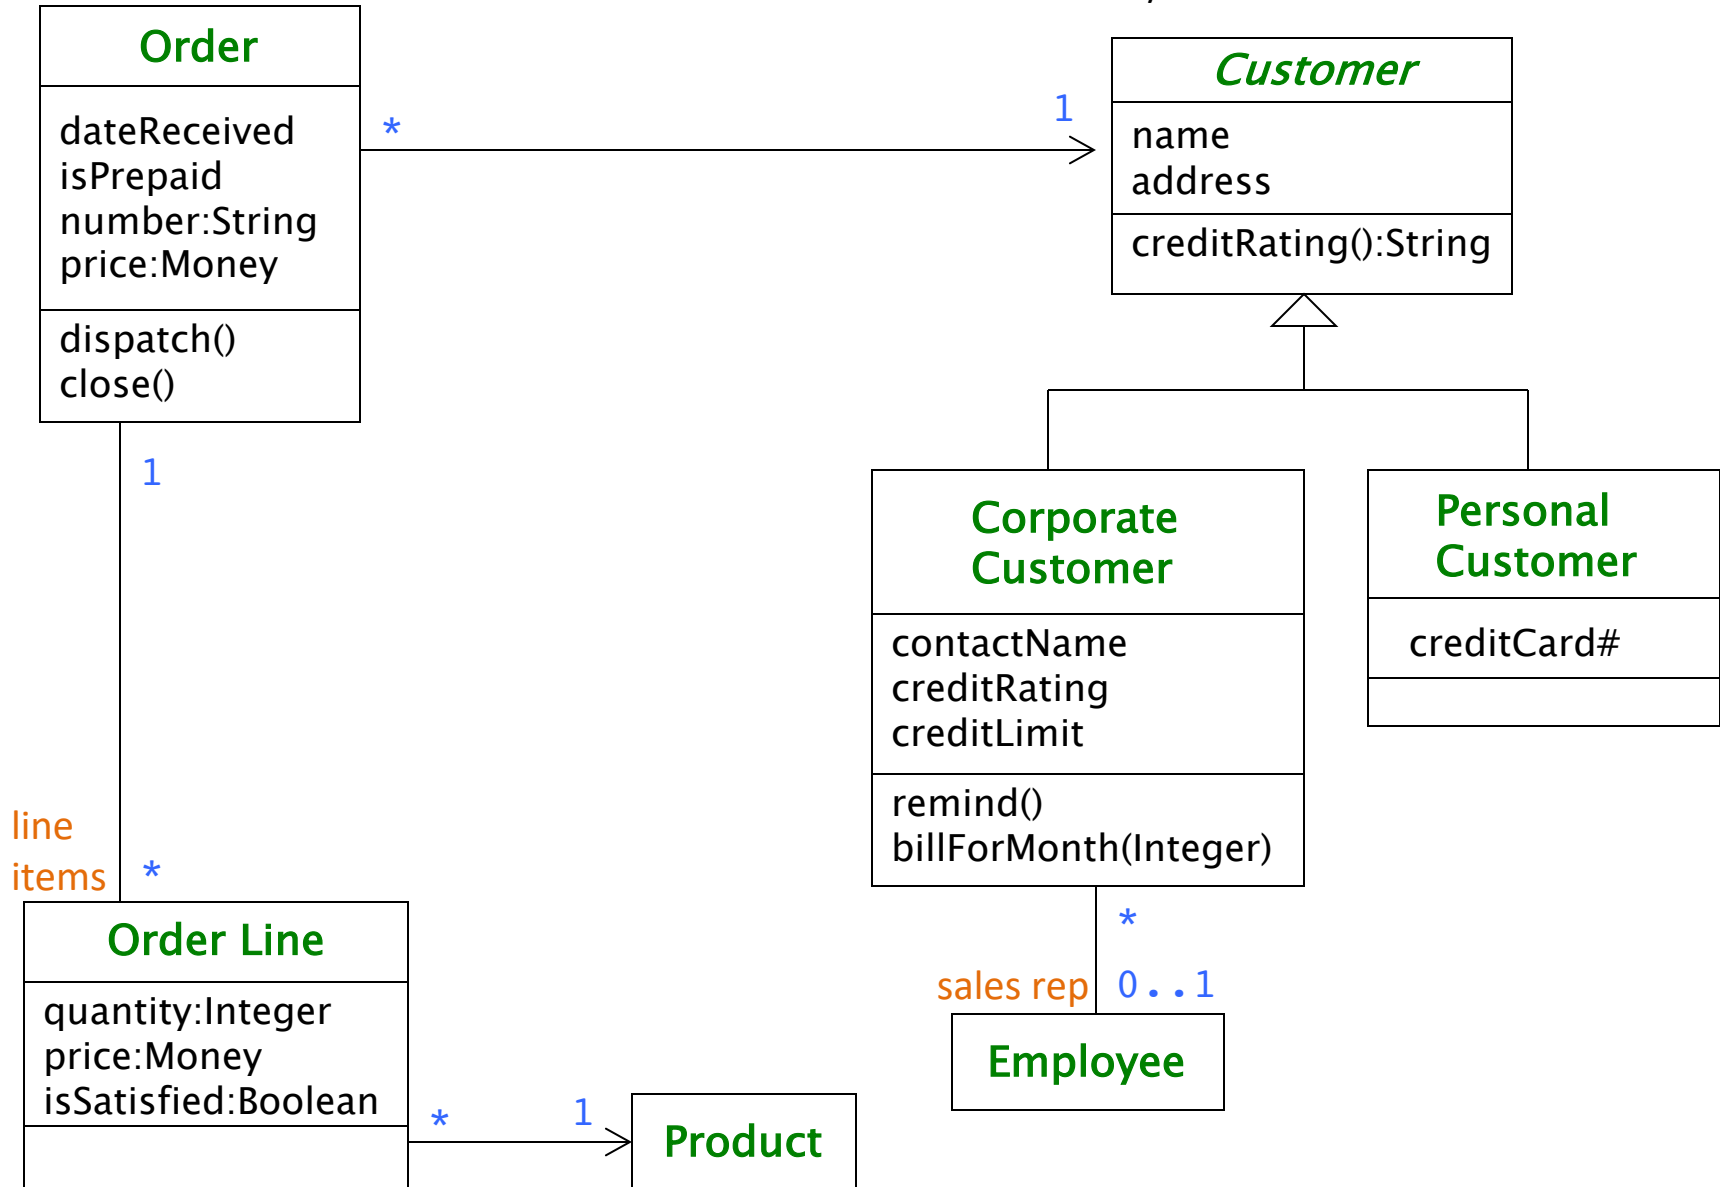 Order
dateReceived
isPrepaid
number:String
price:Money
dispatch()
close()
*
1
Customer
name
address
creditRating():String
1
line
items
*
Corporate
Customer
contactName
creditRating
creditLimit
remind()
billForMonth(Integer)
Personal
Customer
creditCard#
*
sales rep 0..1
Employee
Order Line
quantity:Integer
price:Money
isSatisfied:Boolean
*
1
Product